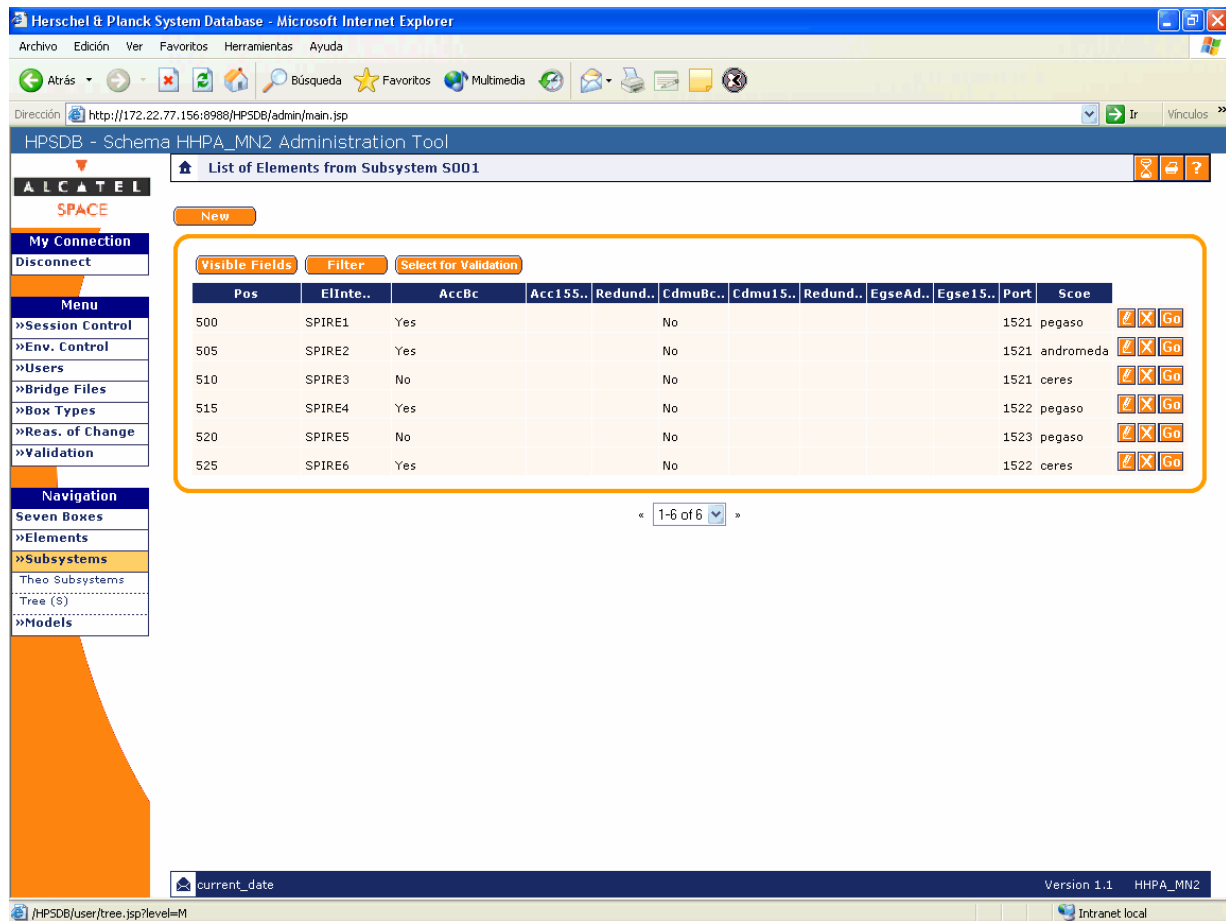 Herschel & Planck System Database - Microsoft Internet Explorer
Archivo Edición Ver Favoritos Herramientas Ayuda
Atrás Búsqueda Favoritos Multimedia
Dirección http://172.22.77.156:8988/HPSDB/admin/main.jsp Ir Vínculos »
HPSDB - Schema HHPA_MN2 Administration Tool
List of Elements from Subsystem S001 ?
ALCATEL
SPACE
New
My Connection
Disconnect
Menu
»Session Control
»Env. Control
»Users
»Bridge Files
»Box Types
»Reas. of Change
»Validation
Navigation
Seven Boxes
»Elements
»Subsystems
Theo Subsystems
Tree (S)
»Models
Visible Fields Filter Select for Validation
Pos ElInte.. AccBc Acc155.. Redund.. CdmuBc.. Cdmu15.. Redund.. EgseAd.. Egse15.. Port Scoe
500 SPIRE1 Yes No 1521 pegaso X Go
505 SPIRE2 Yes No 1521 andromeda X Go
510 SPIRE3 No No 1521 ceres X Go
515 SPIRE4 Yes No 1522 pegaso X Go
520 SPIRE5 No No 1523 pegaso X Go
525 SPIRE6 Yes No 1522 ceres X Go
« 1-6 of 6 »
current_date Version 1.1 HHPA_MN2
/HPSDB/user/tree.jsp?level=M Intranet local